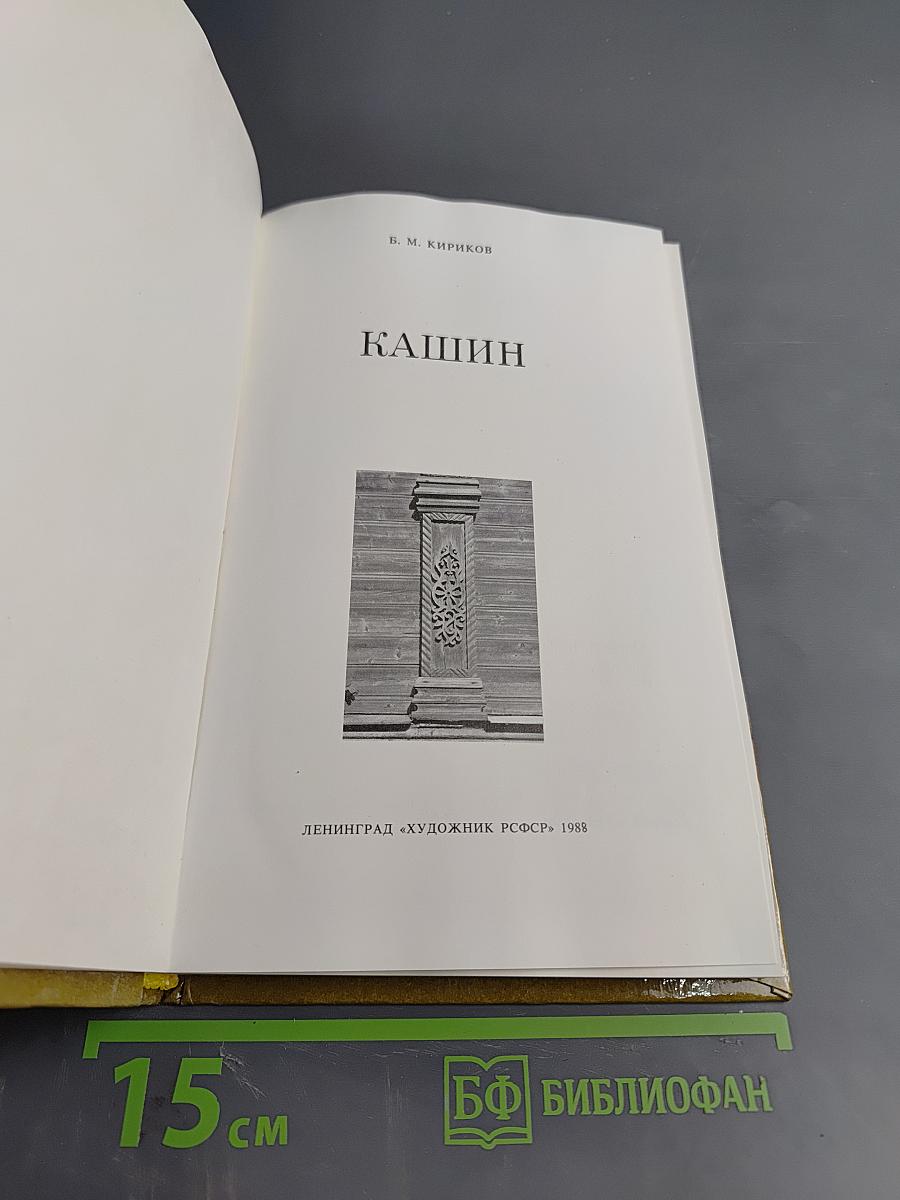 Б. М. КИРИКОВ
КАШИН
ЛЕНИНГРАД «ХУДОЖНИК РСФСР» 1988
15 см
БФ БИБЛИОФАН